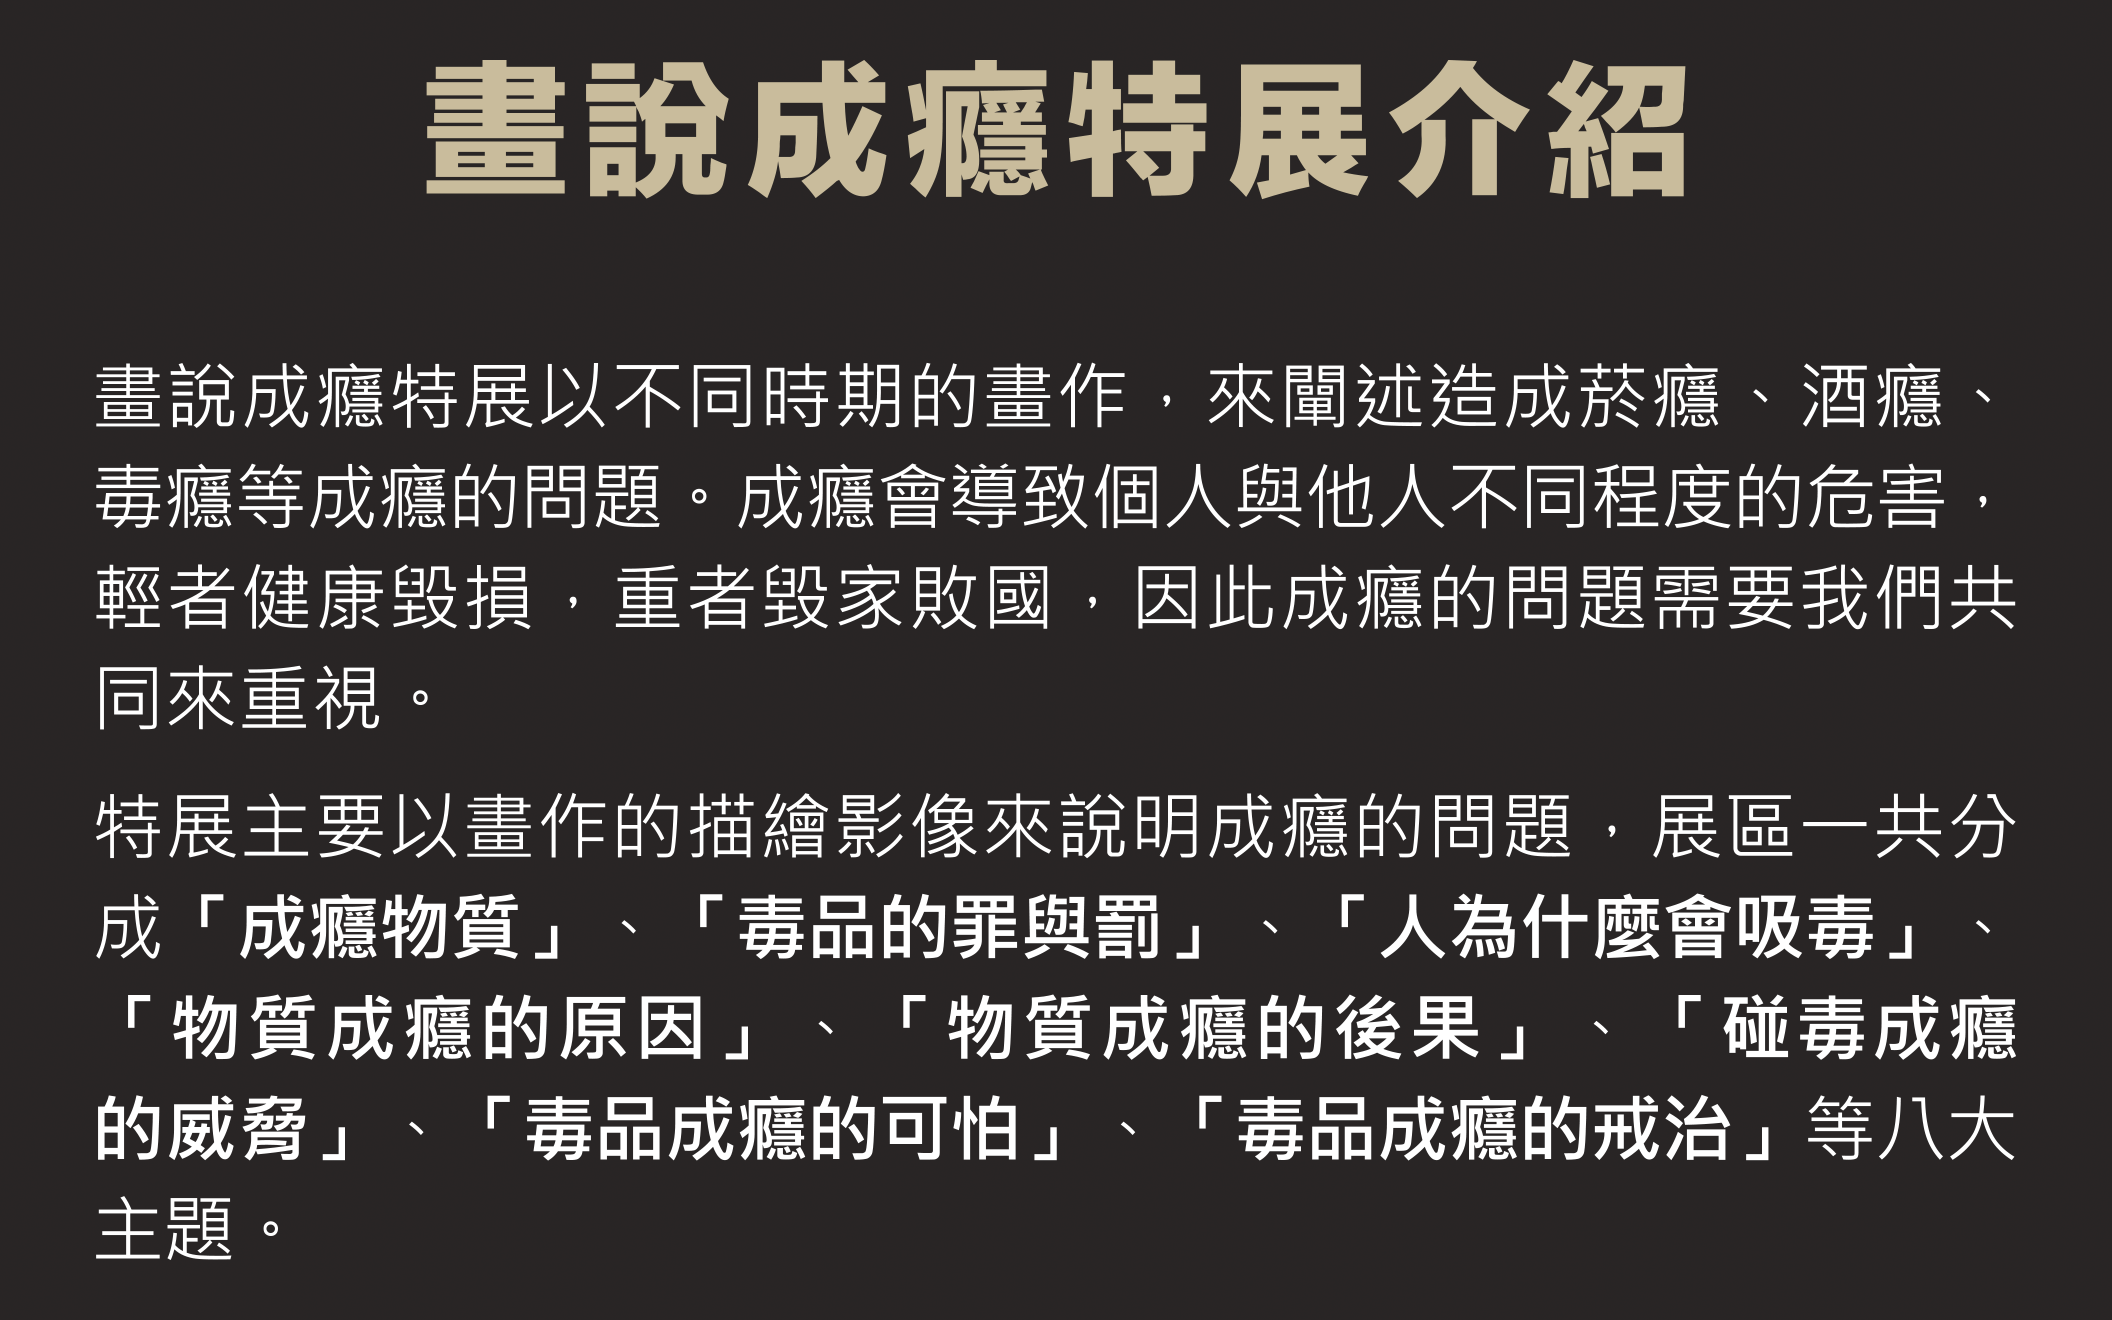 畫說成癮特展介紹
畫說成癮特展以不同時期的畫作，來闡述造成菸癮、酒癮、
毒癮等成癮的問題。成癮會導致個人與他人不同程度的危害，
輕者健康毀損，重者毀家敗國，因此成癮的問題需要我們共
同來重視。
特展主要以畫作的描繪影像來說明成癮的問題，展區一共分
成「成癮物質」、「毒品的罪與罰」、「人為什麼會吸毒」、
「物質成癮的原因」、「物質成癮的後果」、「碰毒成癮
的威脅」、「毒品成癮的可怕」、「毒品成癮的戒治」等八大
主題。